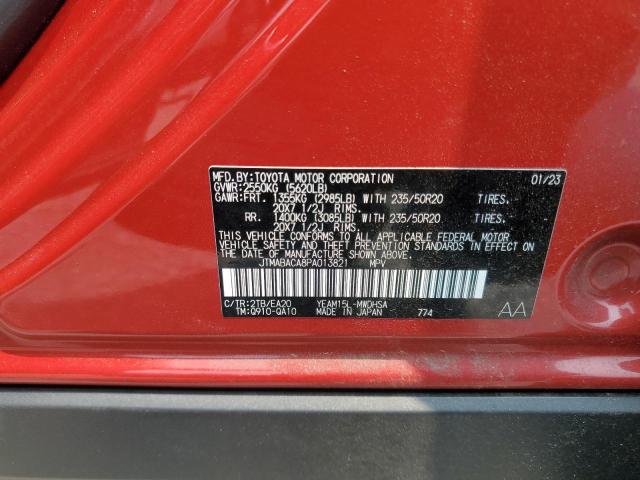 MFD.BY:TOYOTA MOTOR CORPORATION 01/23
GVWR:2550KG (5620LB)
GAWR:FRT. 1355KG (2985LB) WITH 235/50R20 TIRES.
20X7 1/2J RIMS.
RR. 1400KG (3085LB) WITH 235/50R20 TIRES.
20X7 1/2J RIMS.
THIS VEHICLE CONFORMS TO ALL APPLICABLE FEDERAL MOTOR
VEHICLE SAFETY AND THEFT PREVENTION STANDARDS IN EFFECT
ON THE DATE OF MANUFACTURE SHOWN ABOVE.
JTMABACA8PA013821 MPV
C/TR:2TB/EA20 YEAM15L-MWDHSA
TM:Q910-QA10 MADE IN JAPAN 774 AA